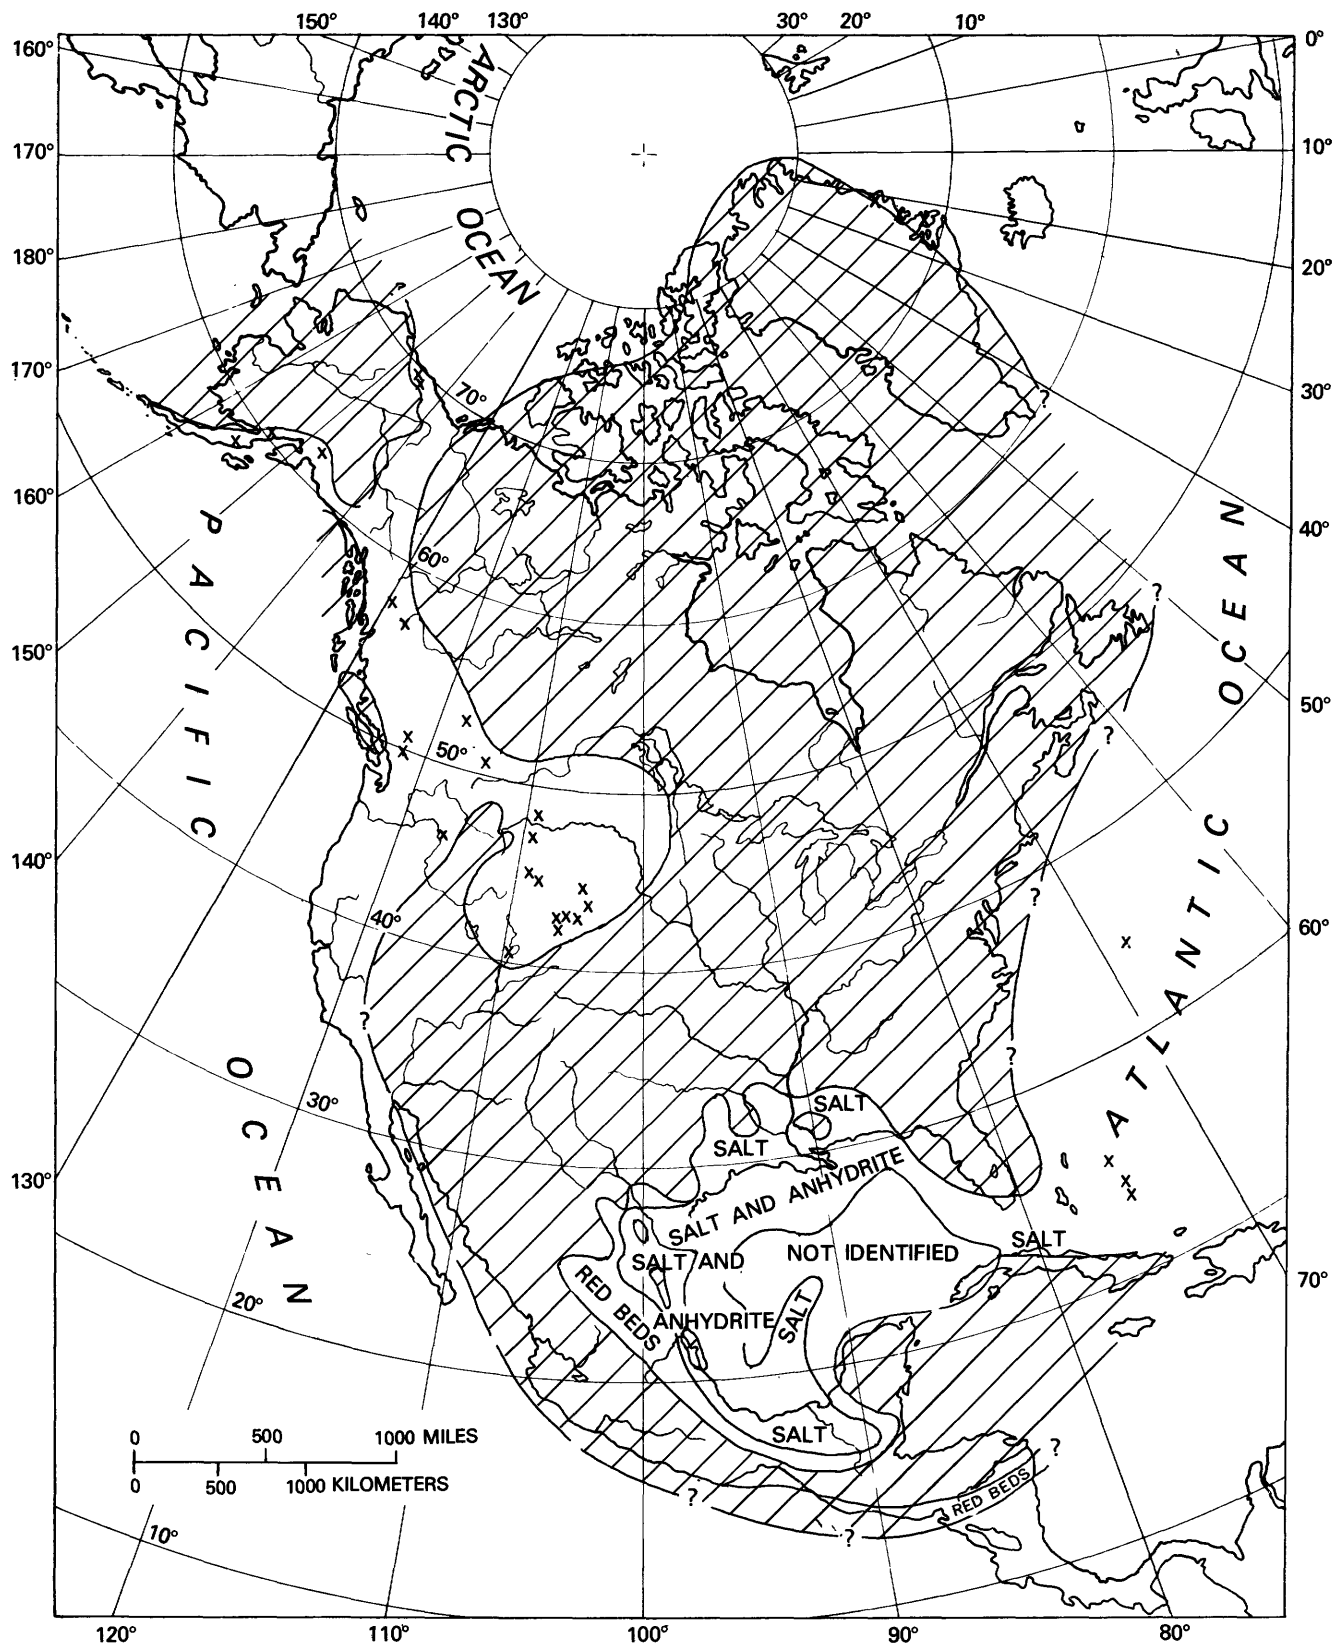 150° 140° 130° 30° 20° 10°
160° 0°
ARCTIC
170° 10°
OCEAN
180° 20°
170° 30°
70°
?
160° 40°
PACIFIC
OCEAN
60°
?
150° 50°
50°
?
ATLANTIC
140°
40°
?
60°
x
?
?
OCEAN
30°
SALT
SALT
130°
SALT AND ANHYDRITE
SALT
NOT IDENTIFIED
SALT AND
ANHYDRITE
70°
RED BEDS
SALT
20°
0 500 1000 MILES
0 500 1000 KILOMETERS
SALT
?
RED BEDS
?
?
10°
120° 110° 100° 90° 80°